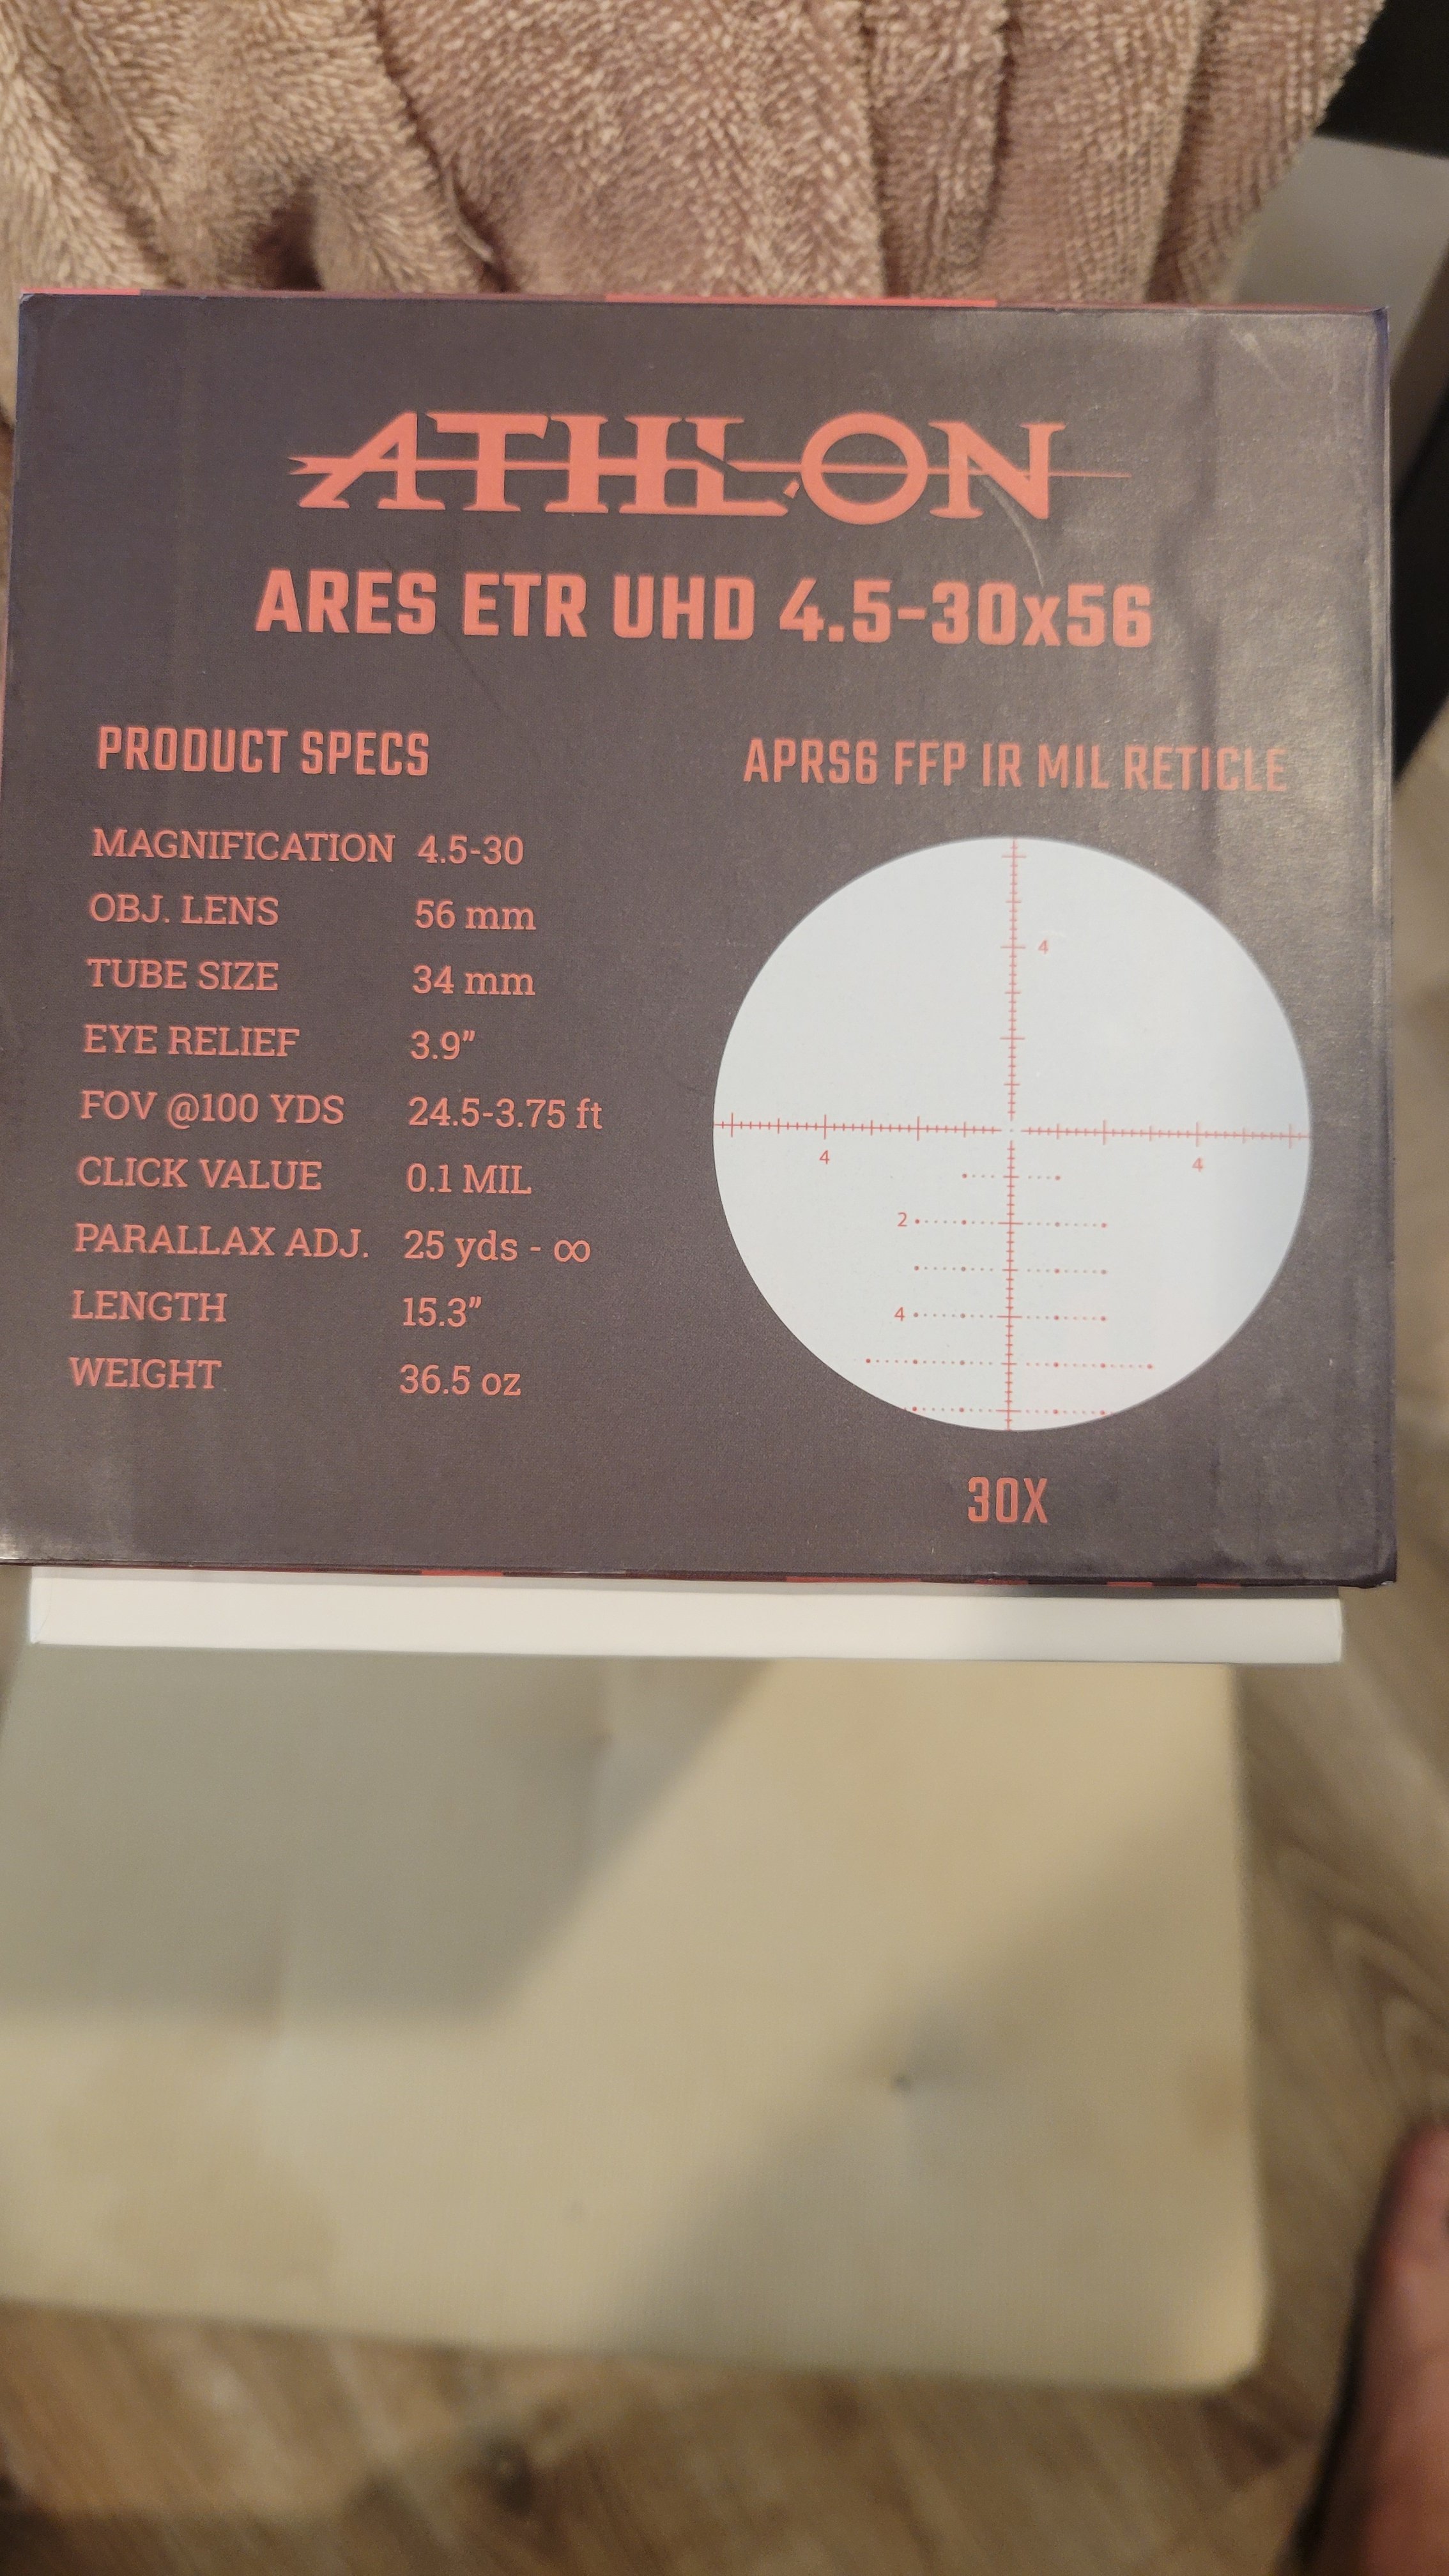 ATHLON
ARES ETR UHD 4.5-30x56
PRODUCT SPECS
MAGNIFICATION 4.5-30
OBJ. LENS 56 mm
TUBE SIZE 34 mm
EYE RELIEF 3.9"
FOV @100 YDS 24.5-3.75 ft
CLICK VALUE 0.1 MIL
PARALLAX ADJ. 25 yds - ∞
LENGTH 15.3"
WEIGHT 36.5 oz
APRS6 FFP IR MIL RETICLE
4
4 4
2
4
30X